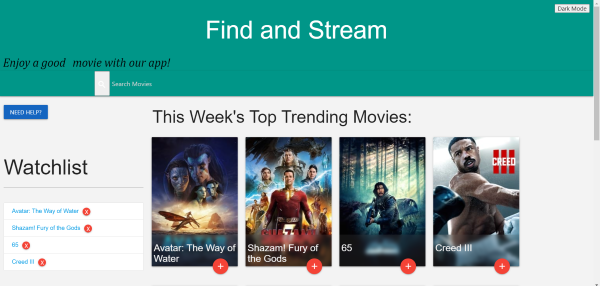 Dark Mode
Find and Stream
Enjoy a good movie with our app!
Search Movies
NEED HELP?
This Week's Top Trending Movies:
Watchlist
Avatar: The Way of Water X
Shazam! Fury of the Gods X
65 X
Creed III X
CREED
III
Avatar: The Way of
Water
+
Shazam! Fury of
the Gods
+
65
+
Creed III
+